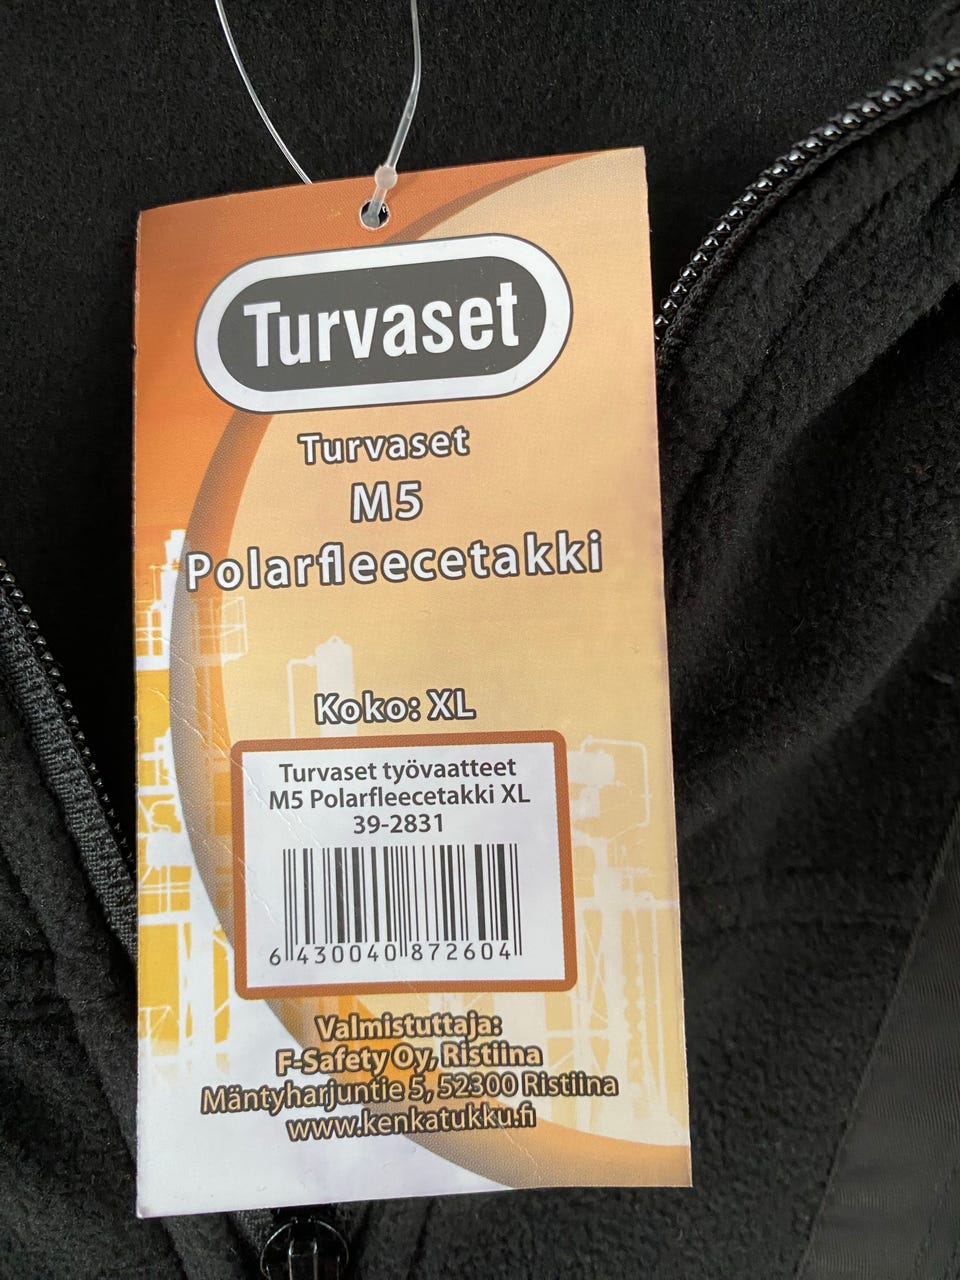 Turvaset
Turvaset
M5
Polarfleecetakki
Koko: XL
Turvaset työvaatteet
M5 Polarfleecetakki XL
39-2831
6 430040 872604
Valmistuttaja:
F-Safety Oy, Ristiina
Mäntyharjuntie 5, 52300 Ristiina
www.kenkatukku.fi